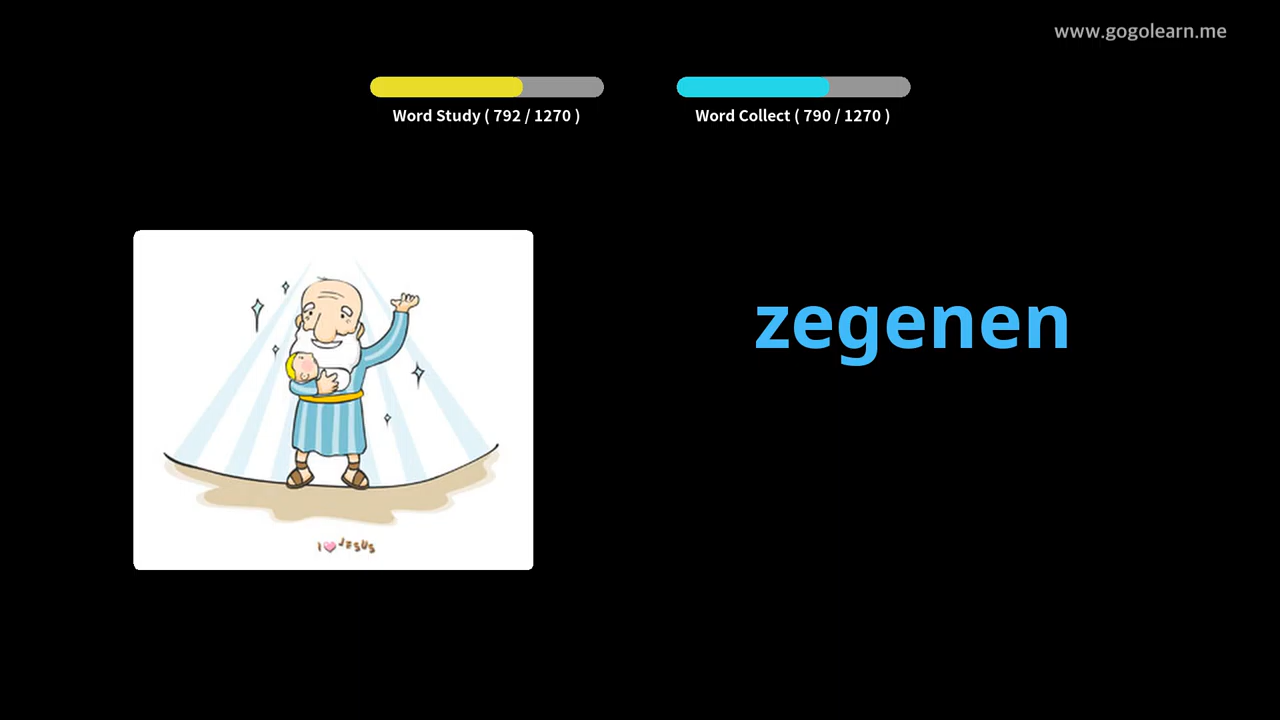 www.gogolearn.me
Word Study ( 792 / 1270 )
Word Collect ( 790 / 1270 )
zegenen
I ❤ JESUS